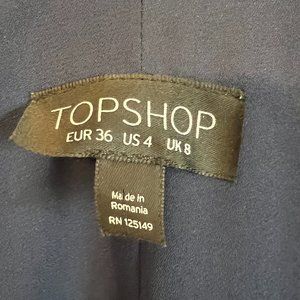 TOPSHOP
EUR 36 US 4 UK 8
Made in
Romania
RN 125149